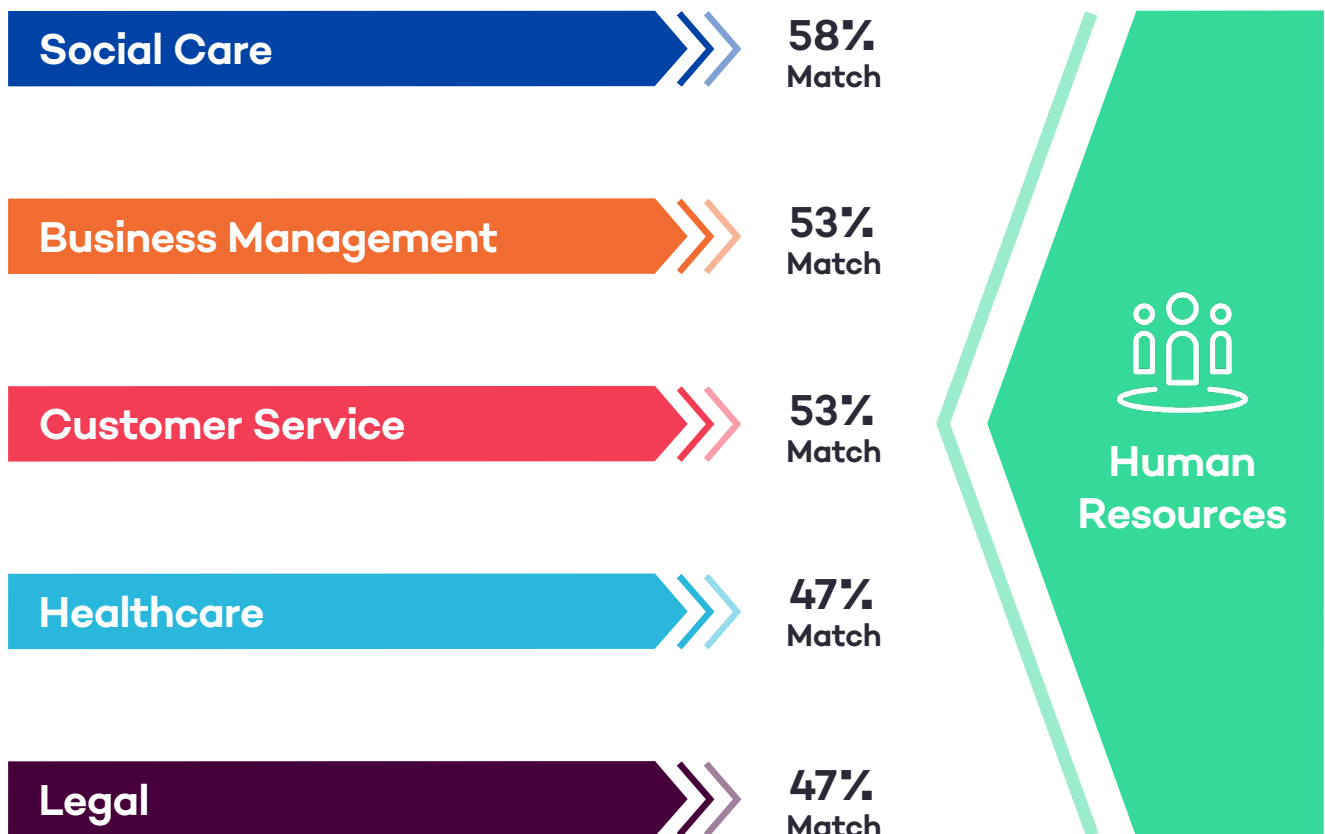 Social Care
58%
Match
Business Management
53%
Match
Customer Service
53%
Match
Human
Resources
Healthcare
47%
Match
Legal
47%
Match